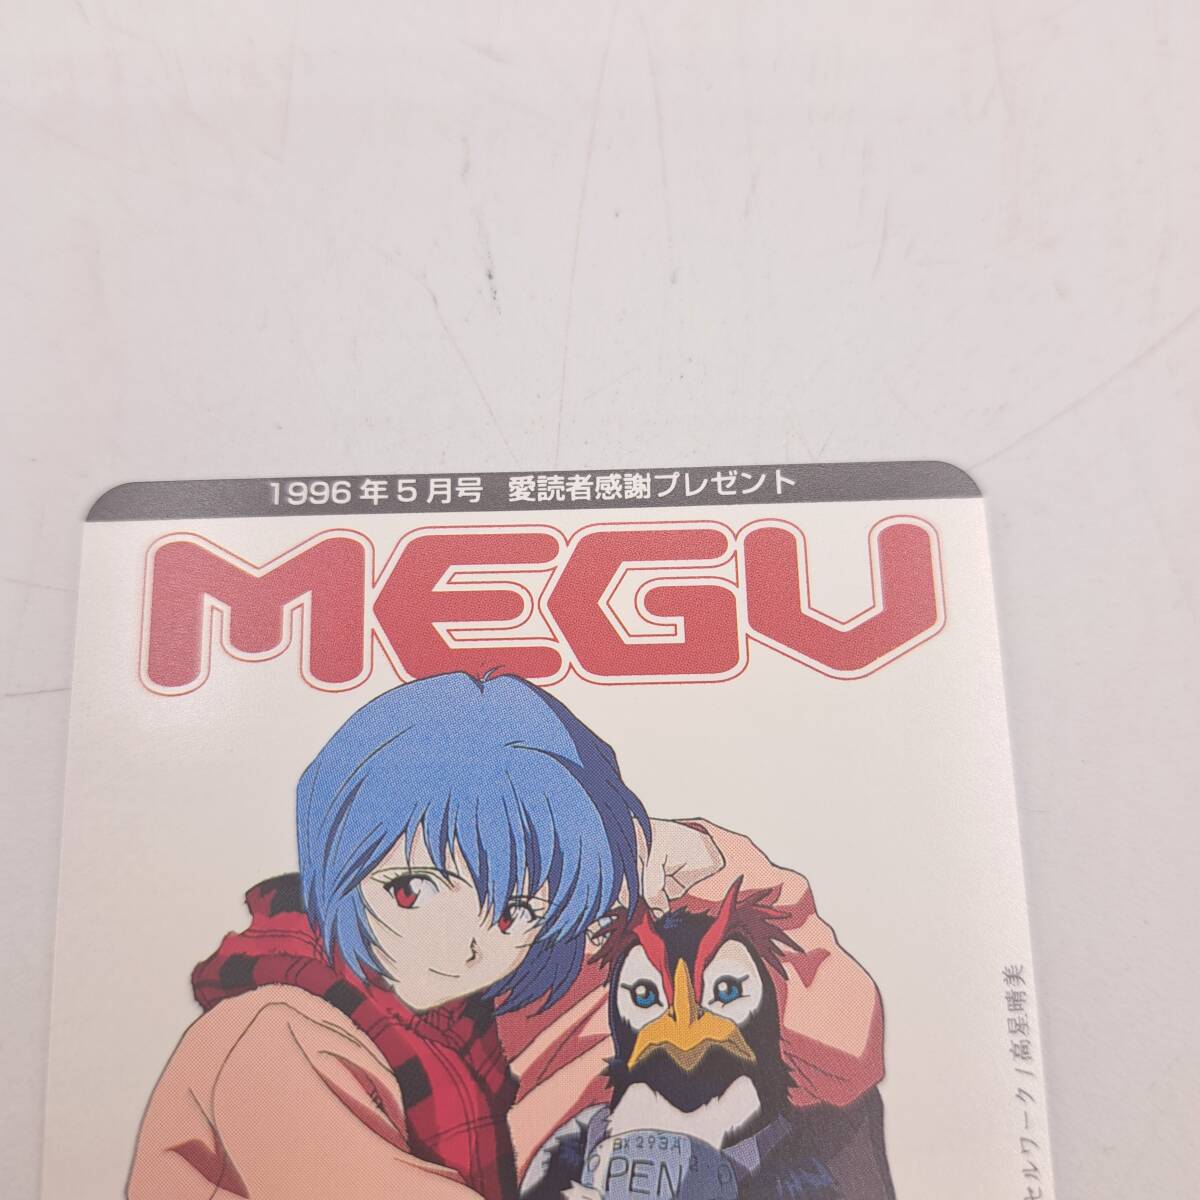 1996年5月号 愛読者感謝プレゼント
MEGU
BX293A
PEN
セルワーク/高星晴美